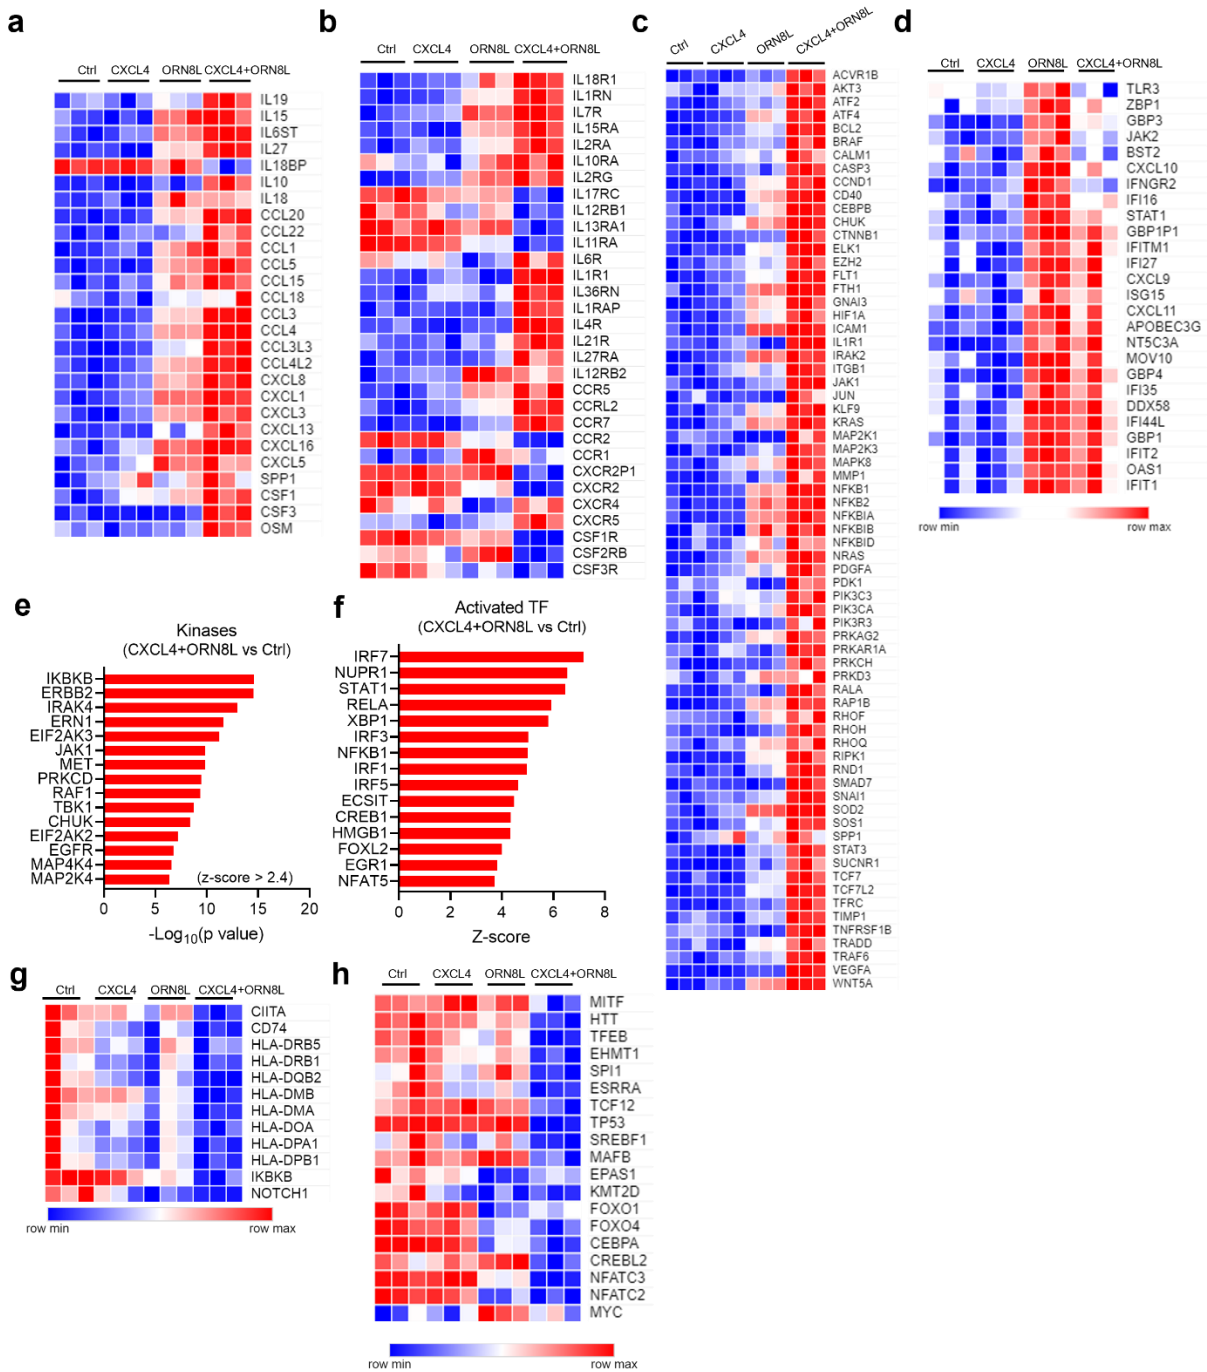 a
Ctrl CXCL4 ORN8L CXCL4+ORN8L
IL19
IL15
IL6ST
IL27
IL18BP
IL10
IL18
CCL20
CCL22
CCL1
CCL5
CCL15
CCL18
CCL3
CCL4
CCL3L3
CCL4L2
CXCL8
CXCL1
CXCL3
CXCL13
CXCL16
CXCL5
SPP1
CSF1
CSF3
OSM
b
Ctrl CXCL4 ORN8L CXCL4+ORN8L
IL18R1
IL1RN
IL7R
IL15RA
IL2RA
IL10RA
IL2RG
IL17RC
IL12RB1
IL13RA1
IL11RA
IL6R
IL1R1
IL36RN
IL1RAP
IL4R
IL21R
IL27RA
IL12RB2
CCR5
CCRL2
CCR7
CCR2
CCR1
CXCR2P1
CXCR2
CXCR4
CXCR5
CSF1R
CSF2RB
CSF3R
c
Ctrl CXCL4 ORN8L CXCL4+ORN8L
ACVR1B
AKT3
ATF2
ATF4
BCL2
BRAF
CALM1
CASP3
CCND1
CD40
CEBPB
CHUK
CTNNB1
ELK1
EZH2
FLT1
FTH1
GNAI3
HIF1A
ICAM1
IL1R1
IRAK2
ITGB1
JAK1
JUN
KLF9
KRAS
MAP2K1
MAP2K3
MAPK8
MMP1
NFKB1
NFKB2
NFKBIA
NFKBIB
NFKBID
NRAS
PDGFA
PDK1
PIK3C3
PIK3CA
PIK3R3
PRKAG2
PRKAR1A
PRKCH
PRKD3
RALA
RAP1B
RHOF
RHOH
RHOQ
RIPK1
RND1
SMAD7
SNAI1
SOD2
SOS1
SPP1
STAT3
SUCNR1
TCF7
TCF7L2
TFRC
TIMP1
TNFRSF1B
TRADD
TRAF6
VEGFA
WNT5A
d
Ctrl CXCL4 ORN8L CXCL4+ORN8L
TLR3
ZBP1
GBP3
JAK2
BST2
CXCL10
IFNGR2
IFI16
STAT1
GBP1P1
IFITM1
IFI27
CXCL9
ISG15
CXCL11
APOBEC3G
NT5C3A
MOV10
GBP4
IFI35
DDX58
IFI44L
GBP1
IFIT2
OAS1
IFIT1
row min row max
e
Kinases
(CXCL4+ORN8L vs Ctrl)
IKBKB
ERBB2
IRAK4
ERN1
EIF2AK3
JAK1
MET
PRKCD
RAF1
TBK1
CHUK
EIF2AK2
EGFR
MAP4K4
MAP2K4
(z-score > 2.4)
0 5 10 15 20
-Log10(p value)
f
Activated TF
(CXCL4+ORN8L vs Ctrl)
IRF7
NUPR1
STAT1
RELA
XBP1
IRF3
NFKB1
IRF1
IRF5
ECSIT
CREB1
HMGB1
FOXL2
EGR1
NFAT5
0 2 4 6 8
Z-score
g
Ctrl CXCL4 ORN8L CXCL4+ORN8L
CIITA
CD74
HLA-DRB5
HLA-DRB1
HLA-DQB2
HLA-DMB
HLA-DMA
HLA-DOA
HLA-DPA1
HLA-DPB1
IKBKB
NOTCH1
row min row max
h
Ctrl CXCL4 ORN8L CXCL4+ORN8L
MITF
HTT
TFEB
EHMT1
SPI1
ESRRA
TCF12
TP53
SREBF1
MAFB
EPAS1
KMT2D
FOXO1
FOXO4
CEBPA
CREBL2
NFATC3
NFATC2
MYC
row min row max